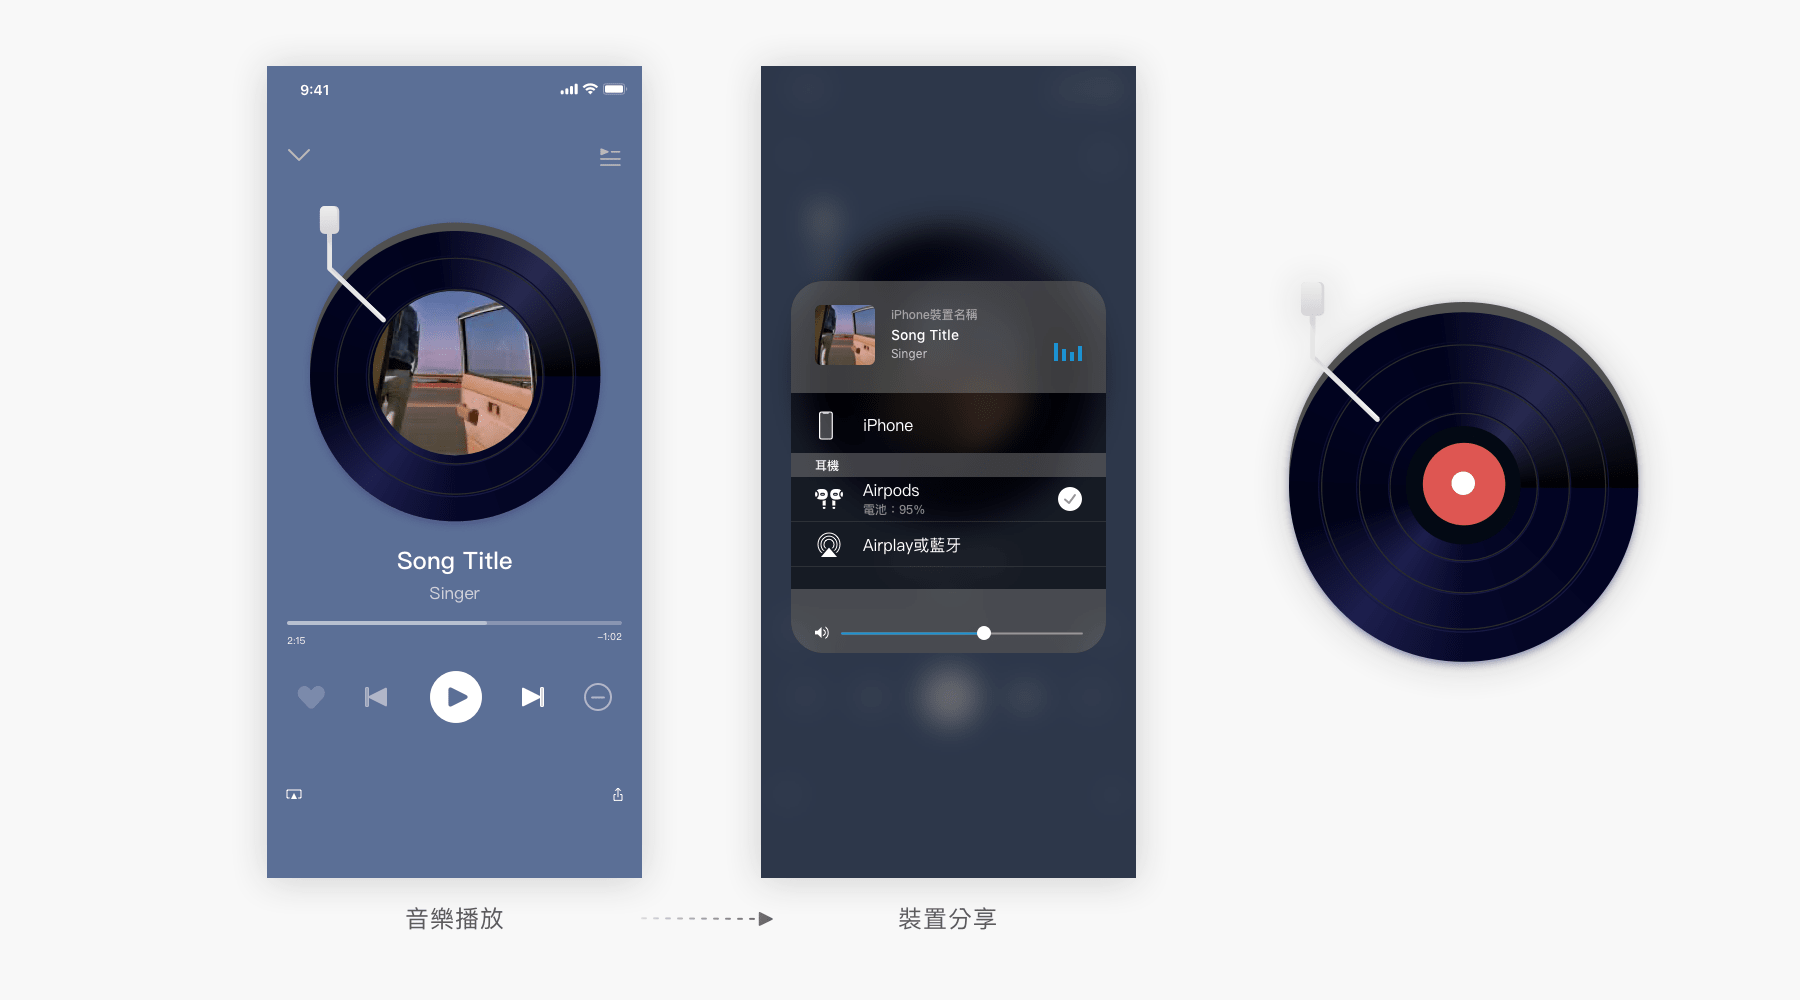 9:41
Song Title
Singer
2:15
-1:02
音樂播放
iPhone裝置名稱
Song Title
Singer
iPhone
耳機
Airpods
電池：95%
Airplay或藍牙
裝置分享